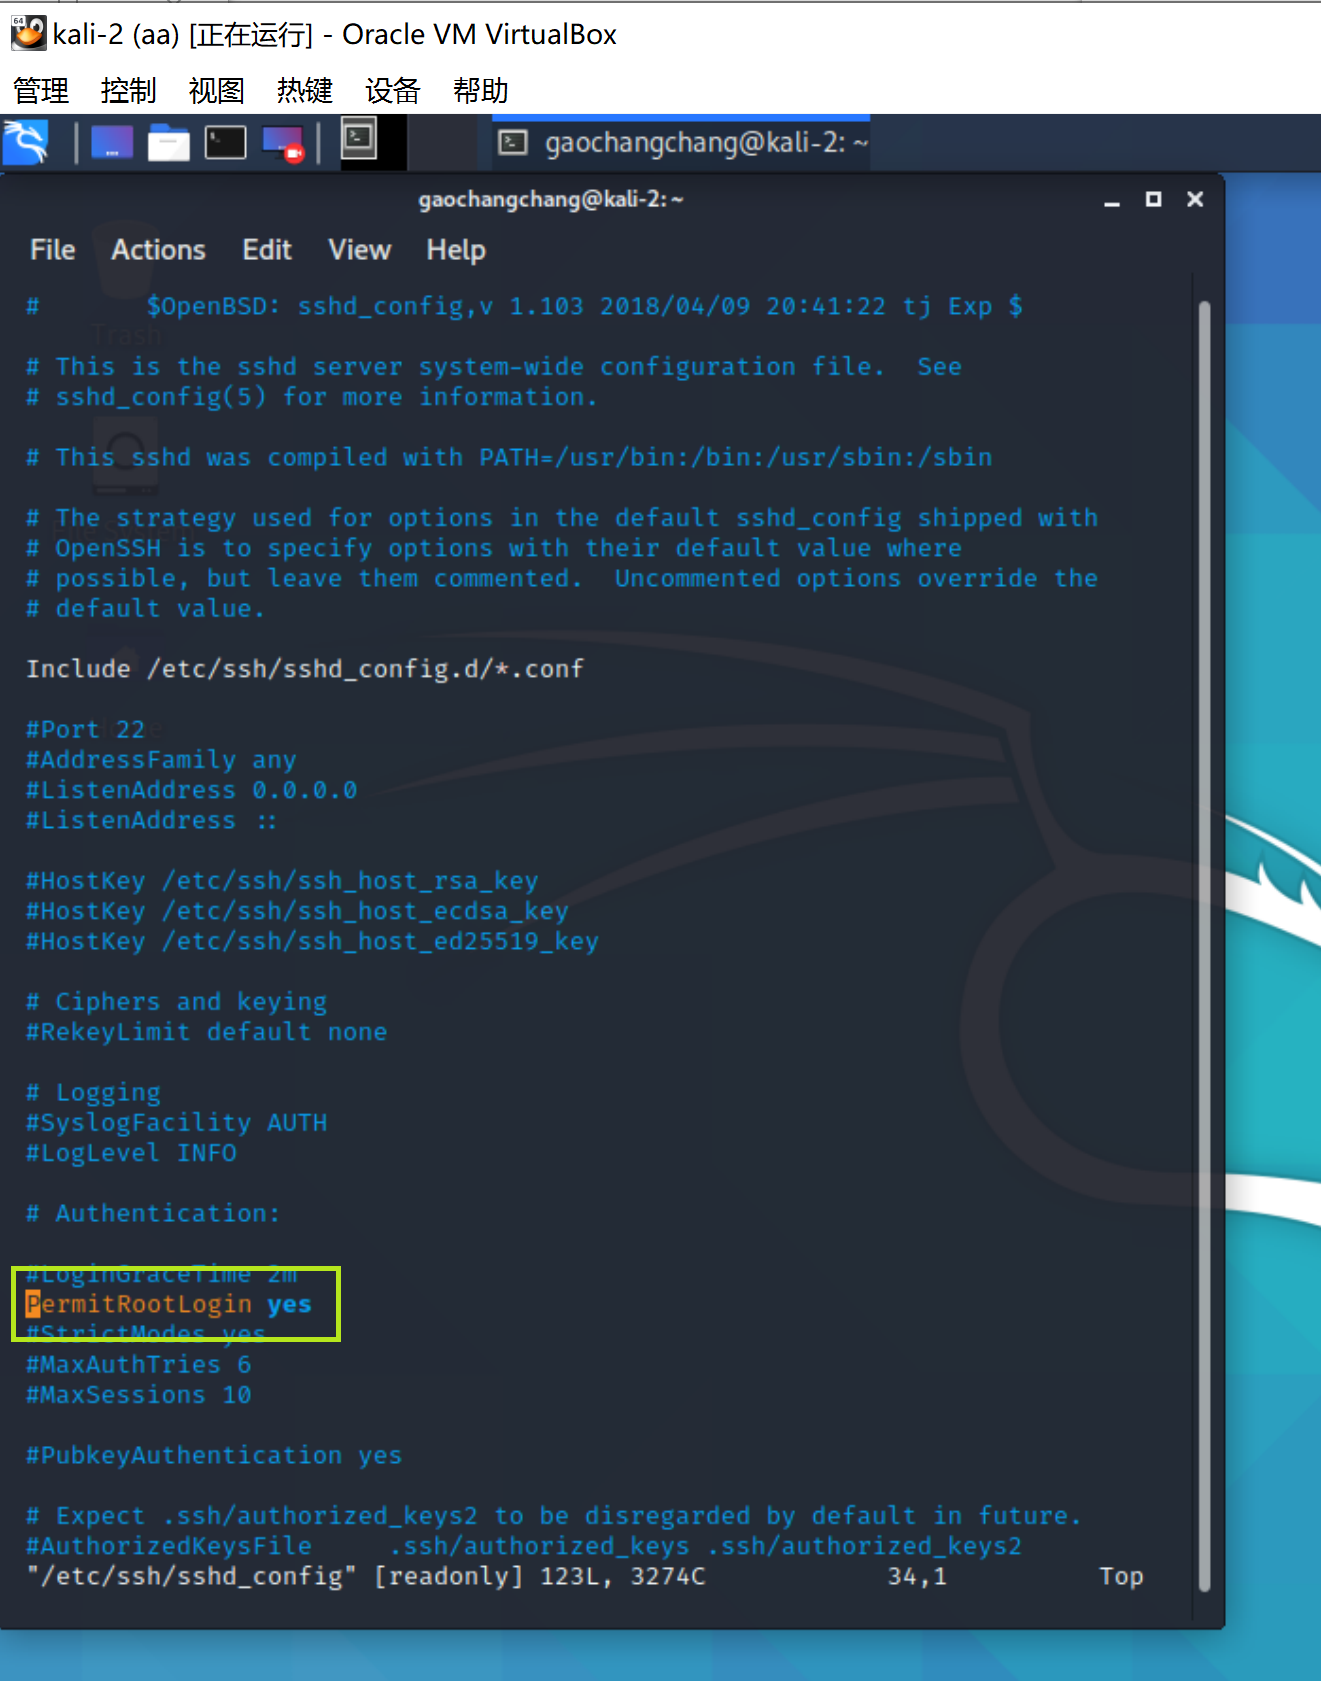 kali-2 (aa) [正在运行] - Oracle VM VirtualBox
管理 控制 视图 热键 设备 帮助
gaochangchang@kali-2: ~
gaochangchang@kali-2: ~
File Actions Edit View Help
# $OpenBSD: sshd_config,v 1.103 2018/04/09 20:41:22 tj Exp $
# This is the sshd server system-wide configuration file. See
# sshd_config(5) for more information.
# This sshd was compiled with PATH=/usr/bin:/bin:/usr/sbin:/sbin
# The strategy used for options in the default sshd_config shipped with
# OpenSSH is to specify options with their default value where
# possible, but leave them commented. Uncommented options override the
# default value.
Include /etc/ssh/sshd_config.d/*.conf
#Port 22
#AddressFamily any
#ListenAddress 0.0.0.0
#ListenAddress ::
#HostKey /etc/ssh/ssh_host_rsa_key
#HostKey /etc/ssh/ssh_host_ecdsa_key
#HostKey /etc/ssh/ssh_host_ed25519_key
# Ciphers and keying
#RekeyLimit default none
# Logging
#SyslogFacility AUTH
#LogLevel INFO
# Authentication:
#LoginGraceTime 2m
PermitRootLogin yes
#StrictModes yes
#MaxAuthTries 6
#MaxSessions 10
#PubkeyAuthentication yes
# Expect .ssh/authorized_keys2 to be disregarded by default in future.
#AuthorizedKeysFile .ssh/authorized_keys .ssh/authorized_keys2
"/etc/ssh/sshd_config" [readonly] 123L, 3274C 34,1 Top